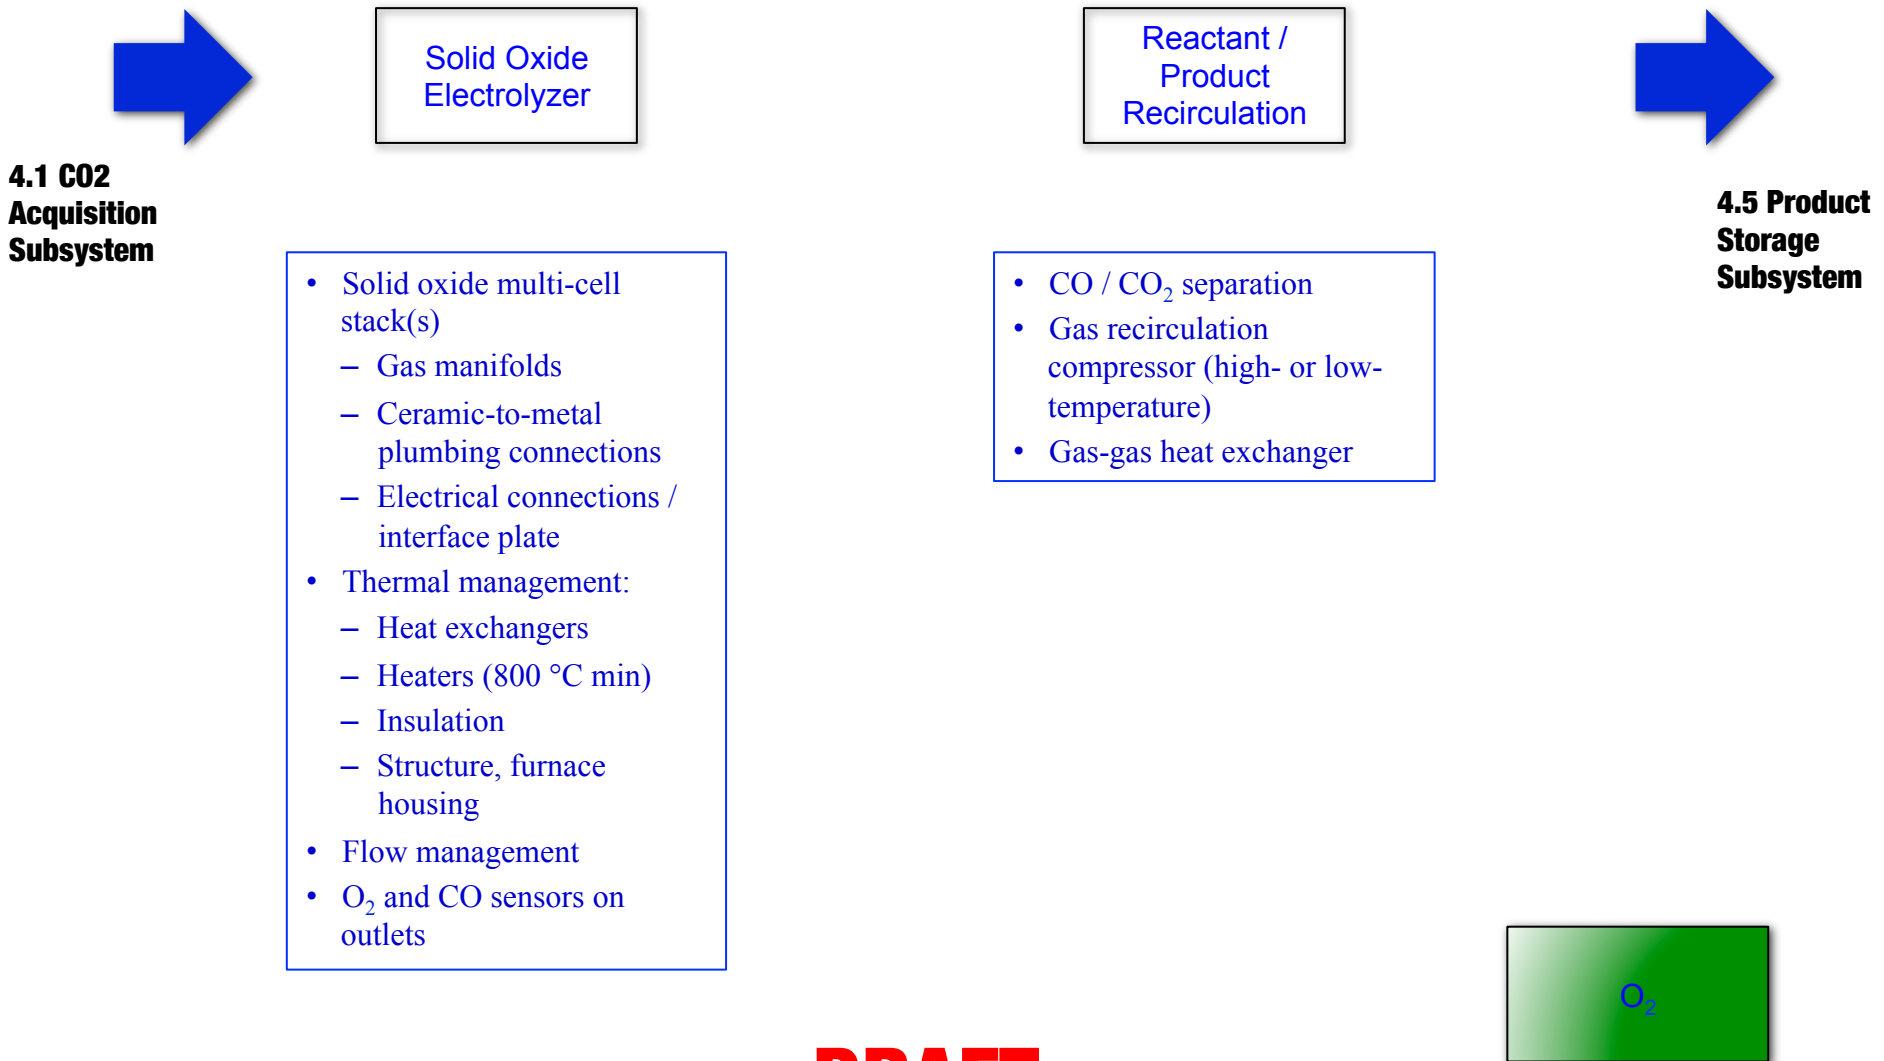 Solid Oxide
Electrolyzer
Reactant /
Product
Recirculation
4.1 CO2
Acquisition
Subsystem
4.5 Product
Storage
Subsystem
• Solid oxide multi-cell
stack(s)
– Gas manifolds
– Ceramic-to-metal
plumbing connections
– Electrical connections /
interface plate
• Thermal management:
– Heat exchangers
– Heaters (800 °C min)
– Insulation
– Structure, furnace
housing
• Flow management
• O₂ and CO sensors on
outlets
• CO / CO₂ separation
• Gas recirculation
compressor (high- or low-
temperature)
• Gas-gas heat exchanger
O₂
DRAFT